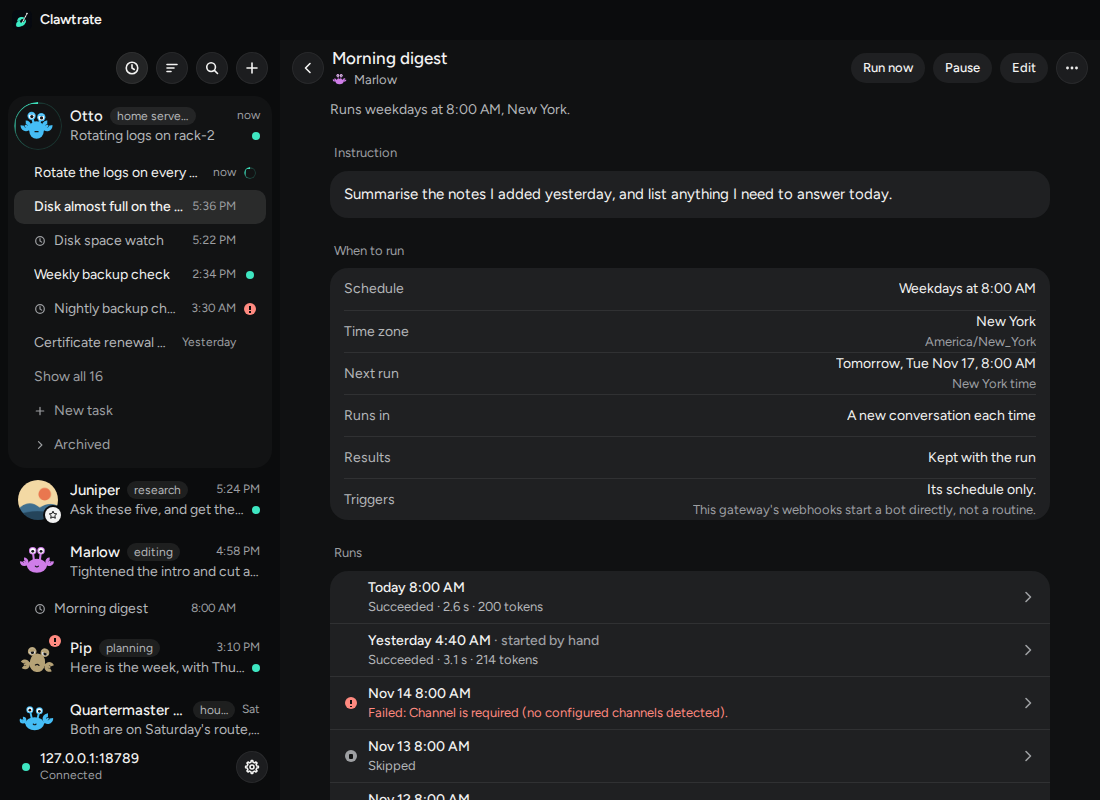 Clawtrate
Otto home serve... now
Rotating logs on rack-2
Rotate the logs on every ... now
Disk almost full on the ... 5:36 PM
Disk space watch 5:22 PM
Weekly backup check 2:34 PM
Nightly backup ch... 3:30 AM
Certificate renewal ... Yesterday
Show all 16
New task
Archived
Juniper research 5:24 PM
Ask these five, and get the...
Marlow editing 4:58 PM
Tightened the intro and cut a...
Morning digest 8:00 AM
Pip planning 3:10 PM
Here is the week, with Thu...
Quartermaster ... hou... Sat
Both are on Saturday's route,...
127.0.0.1:18789
Connected
Morning digest
Marlow
Run now Pause Edit
Runs weekdays at 8:00 AM, New York.
Instruction
Summarise the notes I added yesterday, and list anything I need to answer today.
When to run
Schedule Weekdays at 8:00 AM
Time zone New York
America/New_York
Next run Tomorrow, Tue Nov 17, 8:00 AM
New York time
Runs in A new conversation each time
Results Kept with the run
Triggers Its schedule only.
This gateway's webhooks start a bot directly, not a routine.
Runs
Today 8:00 AM
Succeeded · 2.6 s · 200 tokens
Yesterday 4:40 AM · started by hand
Succeeded · 3.1 s · 214 tokens
Nov 14 8:00 AM
Failed: Channel is required (no configured channels detected).
Nov 13 8:00 AM
Skipped
Nov 12 8:00 AM